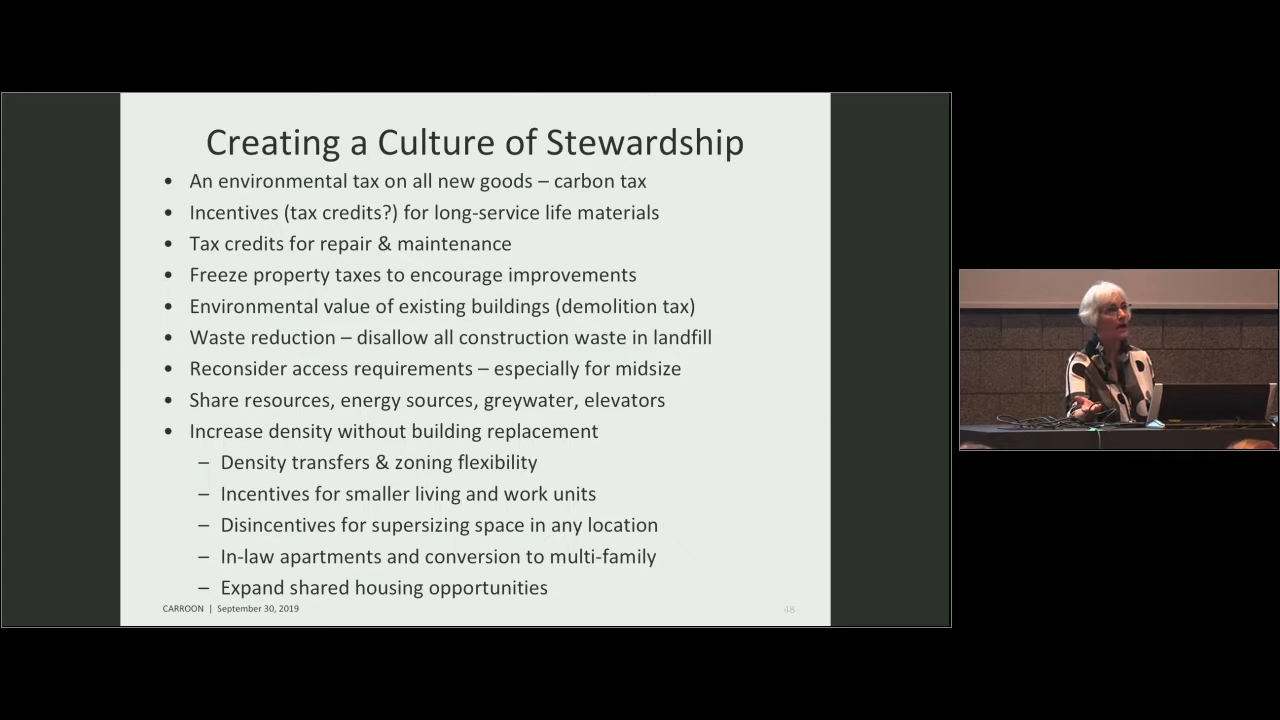 Creating a Culture of Stewardship
• An environmental tax on all new goods – carbon tax
• Incentives (tax credits?) for long-service life materials
• Tax credits for repair & maintenance
• Freeze property taxes to encourage improvements
• Environmental value of existing buildings (demolition tax)
• Waste reduction – disallow all construction waste in landfill
• Reconsider access requirements – especially for midsize
• Share resources, energy sources, greywater, elevators
• Increase density without building replacement
– Density transfers & zoning flexibility
– Incentives for smaller living and work units
– Disincentives for supersizing space in any location
– In-law apartments and conversion to multi-family
– Expand shared housing opportunities
CARROON | September 30, 2019
48